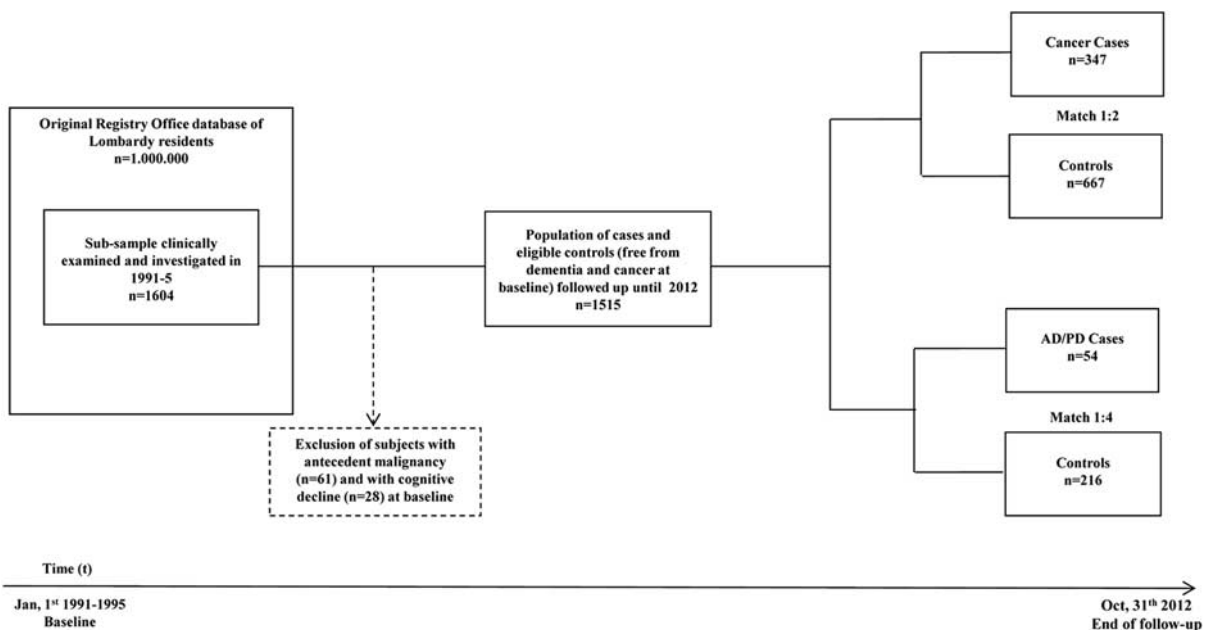 Original Registry Office database of
Lombardy residents
n=1.000.000
Sub-sample clinically
examined and investigated in
1991-5
n=1604
Exclusion of subjects with
antecedent malignancy
(n=61) and with cognitive
decline (n=28) at baseline
Population of cases and
eligible controls (free from
dementia and cancer at
baseline) followed up until 2012
n=1515
Cancer Cases
n=347
Match 1:2
Controls
n=667
AD/PD Cases
n=54
Match 1:4
Controls
n=216
Time (t)
Jan, 1st 1991-1995
Baseline
Oct, 31th 2012
End of follow-up